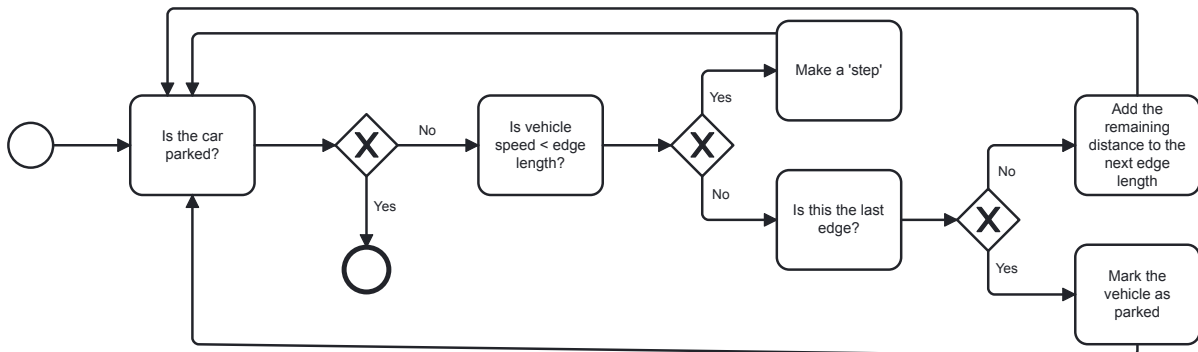 Is the car
parked?
No
Yes
Is vehicle
speed < edge
length?
Yes
No
Make a 'step'
Is this the last
edge?
No
Yes
Add the
remaining
distance to the
next edge
length
Mark the
vehicle as
parked